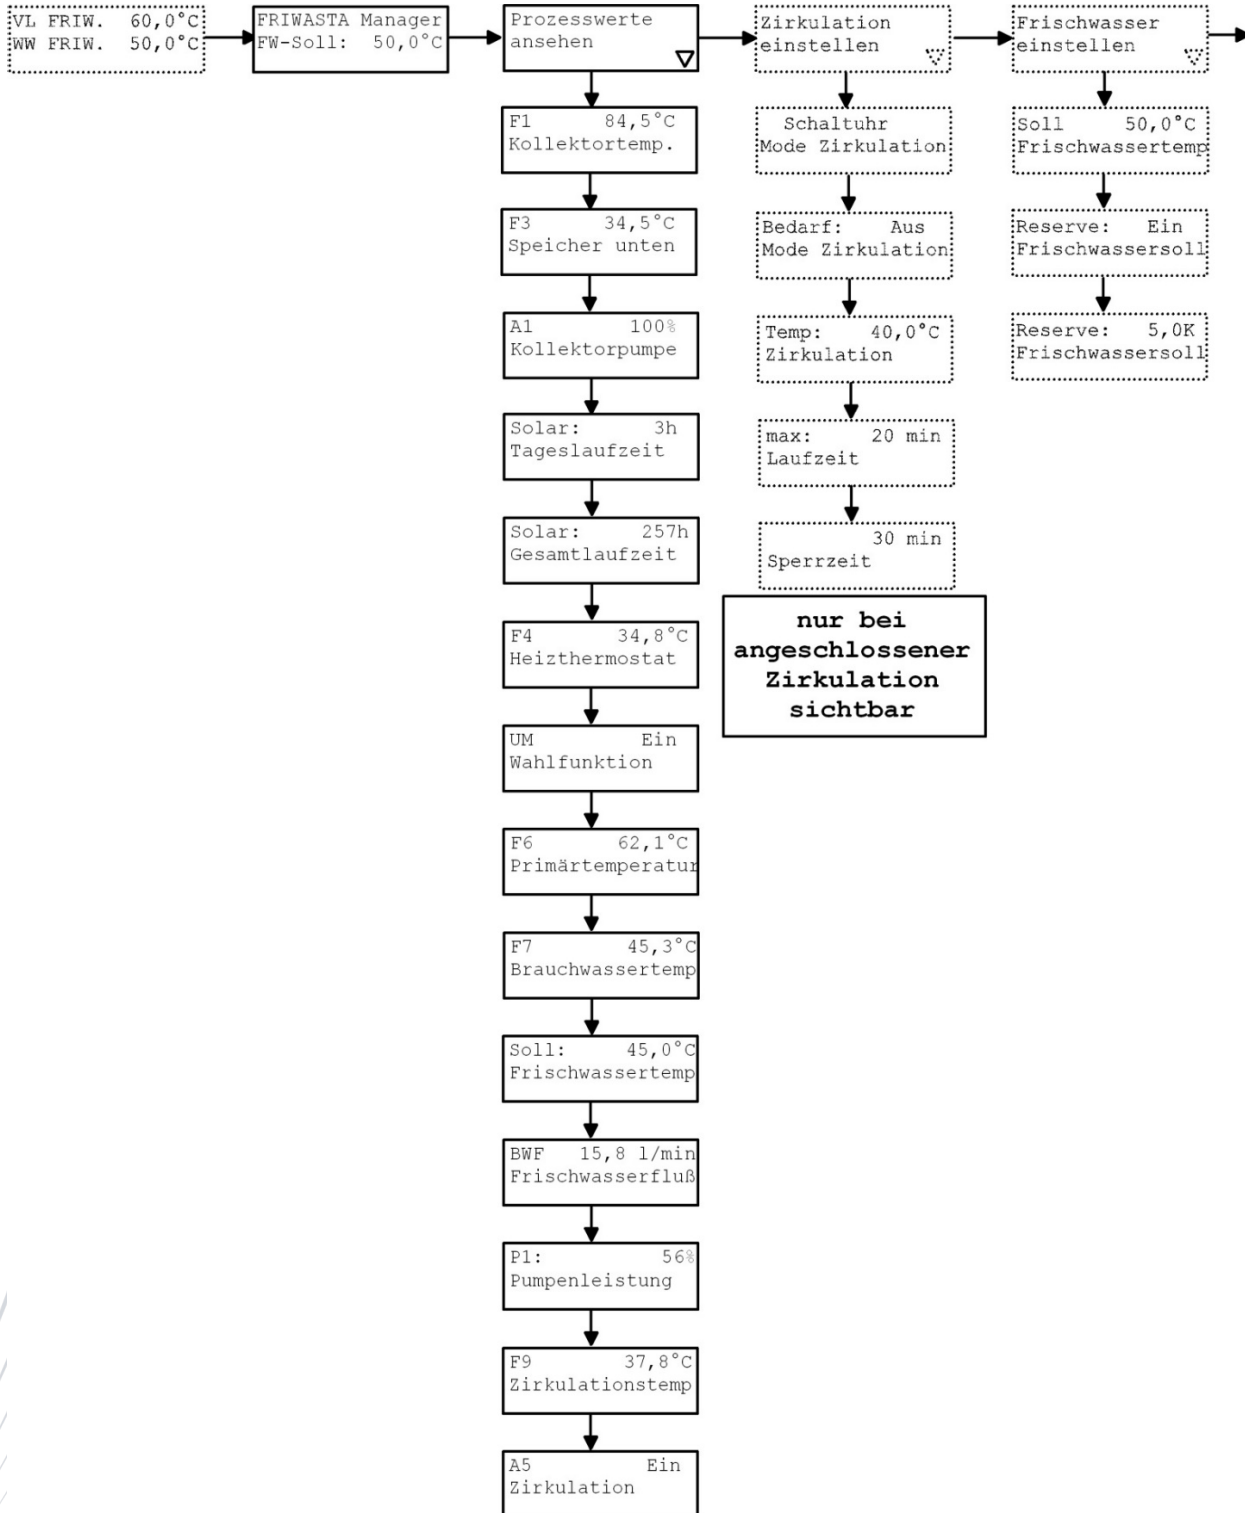 VL FRIW. 60,0°C
WW FRIW. 50,0°C
FRIWASTA Manager
FW-Soll: 50,0°C
Prozesswerte
ansehen
F1 84,5°C
Kollektortemp.
F3 34,5°C
Speicher unten
A1 100%
Kollektorpumpe
Solar: 3h
Tageslaufzeit
Solar: 257h
Gesamtlaufzeit
F4 34,8°C
Heizthermostat
UM Ein
Wahlfunktion
F6 62,1°C
Primärtemperatur
F7 45,3°C
Brauchwassertemp
Soll: 45,0°C
Frischwassertemp
BWF 15,8 l/min
Frischwasserfluß
P1: 56%
Pumpenleistung
F9 37,8°C
Zirkulationstemp
A5 Ein
Zirkulation
Zirkulation
einstellen
Schaltuhr
Mode Zirkulation
Bedarf: Aus
Mode Zirkulation
Temp: 40,0°C
Zirkulation
max: 20 min
Laufzeit
30 min
Sperrzeit
nur bei
angeschlossener
Zirkulation
sichtbar
Frischwasser
einstellen
Soll 50,0°C
Frischwassertemp
Reserve: Ein
Frischwassersoll
Reserve: 5,0K
Frischwassersoll